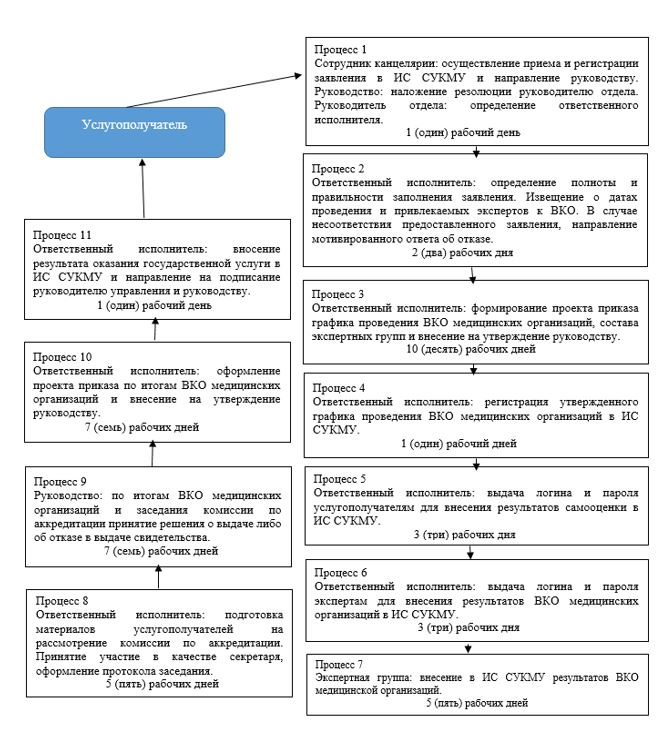 Услугополучатель
Процесс 1
Сотрудник канцелярии: осуществление приема и регистрации
заявления в ИС СУКМУ и направление руководству.
Руководство: наложение резолюции руководителю отдела.
Руководитель отдела: определение ответственного
исполнителя.
1 (один) рабочий день
Процесс 2
Ответственный исполнитель: определение полноты и
правильности заполнения заявления. Извещение о датах
проведения и привлекаемых экспертов к ВКО. В случае
несоответствия предоставленного заявления, направление
мотивированного ответа об отказе.
2 (два) рабочих дня
Процесс 3
Ответственный исполнитель: формирование проекта приказа
графика проведения ВКО медицинских организаций, состава
экспертных групп и внесение на утверждение руководству.
10 (десять) рабочих дней
Процесс 4
Ответственный исполнитель: регистрация утвержденного
графика проведения ВКО медицинских организаций в ИС
СУКМУ.
1 (один) рабочий дней
Процесс 5
Ответственный исполнитель: выдача логина и пароля
услугополучателям для внесения результатов самооценки в
ИС СУКМУ.
3 (три) рабочих дня
Процесс 6
Ответственный исполнитель: выдача логина и пароля
экспертам для внесения результатов ВКО медицинских
организаций в ИС СУКМУ.
3 (три) рабочих дня
Процесс 7
Экспертная группа: внесение в ИС СУКМУ результатов ВКО
медицинской организаций.
5 (пять) рабочих дней
Процесс 8
Ответственный исполнитель: подготовка
материалов услугополучателей на
рассмотрение комиссии по аккредитации.
Принятие участие в качестве секретаря,
оформление протокола заседания.
5 (пять) рабочих дней
Процесс 9
Руководство: по итогам ВКО медицинских
организаций и заседания комиссии по
аккредитации принятие решения о выдаче либо
об отказе в выдаче свидетельства.
7 (семь) рабочих дней
Процесс 10
Ответственный исполнитель: оформление
проекта приказа по итогам ВКО медицинских
организаций и внесение на утверждение
руководству.
7 (семь) рабочих дней
Процесс 11
Ответственный исполнитель: вносение
результата оказания государственной услуги в
ИС СУКМУ и направление на подписание
руководителю управления и руководству.
1 (один) рабочий день